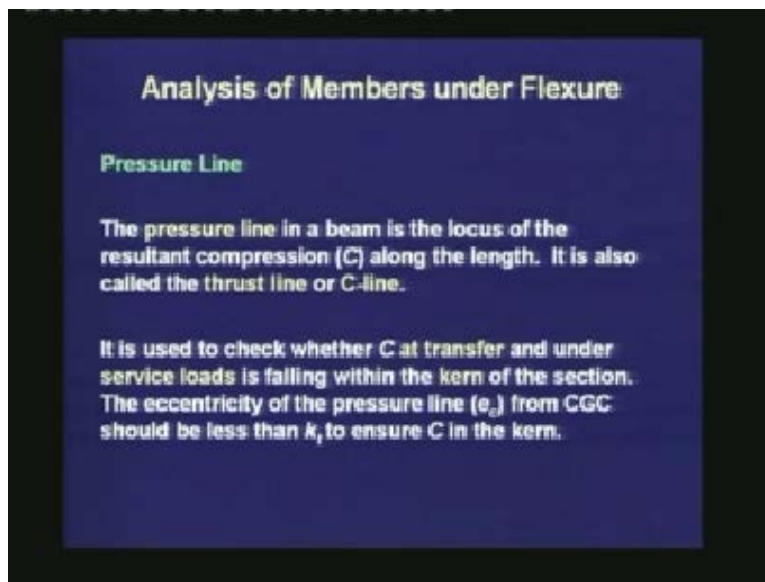 Analysis of Members under Flexure
Pressure Line
The pressure line in a beam is the locus of the
resultant compression (C) along the length. It is also
called the thrust line or C-line.
It is used to check whether C at transfer and under
service loads is falling within the kern of the section.
The eccentricity of the pressure line (e_c) from CGC
should be less than k_t to ensure C in the kern.